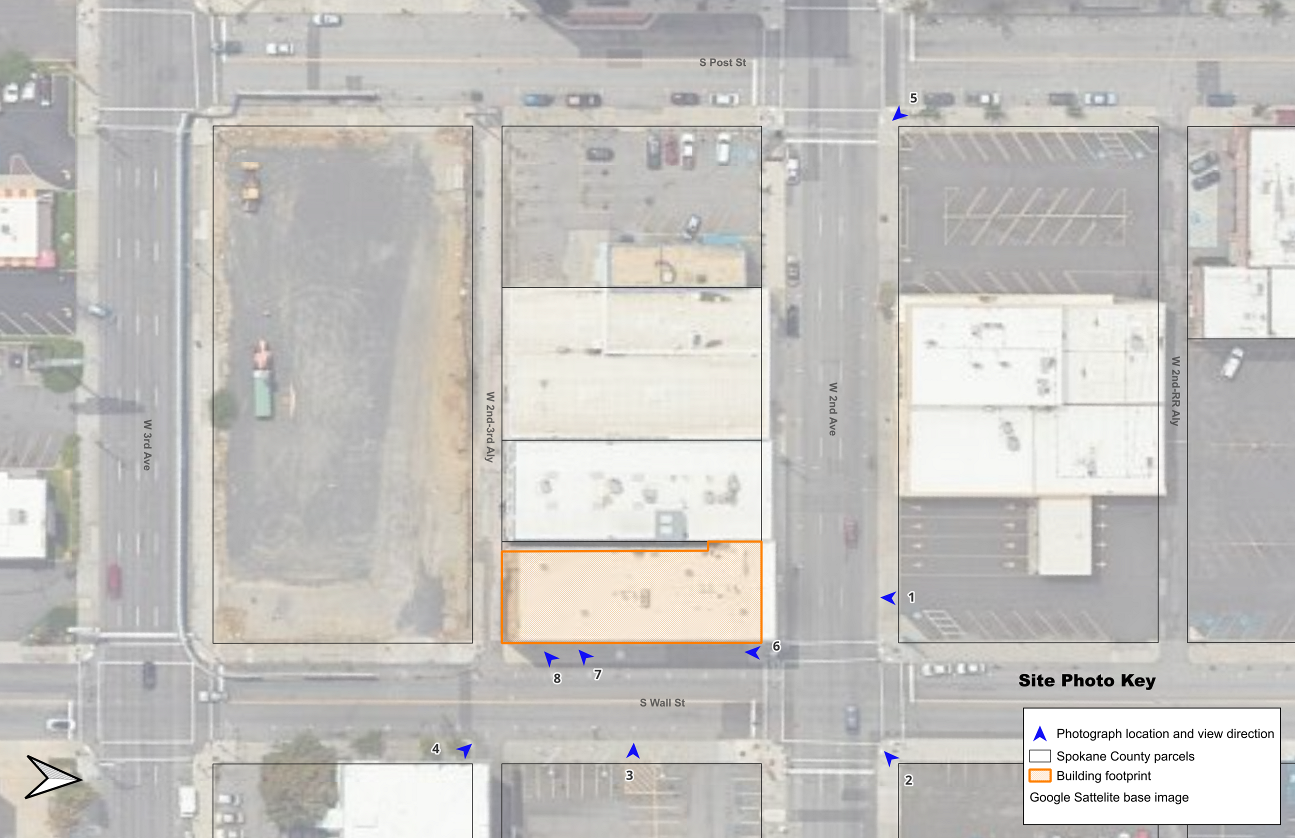 S Post St
5
W 3rd Ave
W 2nd-3rd Aly
W 2nd Ave
W 2nd-RR Aly
1
6
7
8
S Wall St
4
3
2
Site Photo Key
Photograph location and view direction
Spokane County parcels
Building footprint
Google Sattelite base image